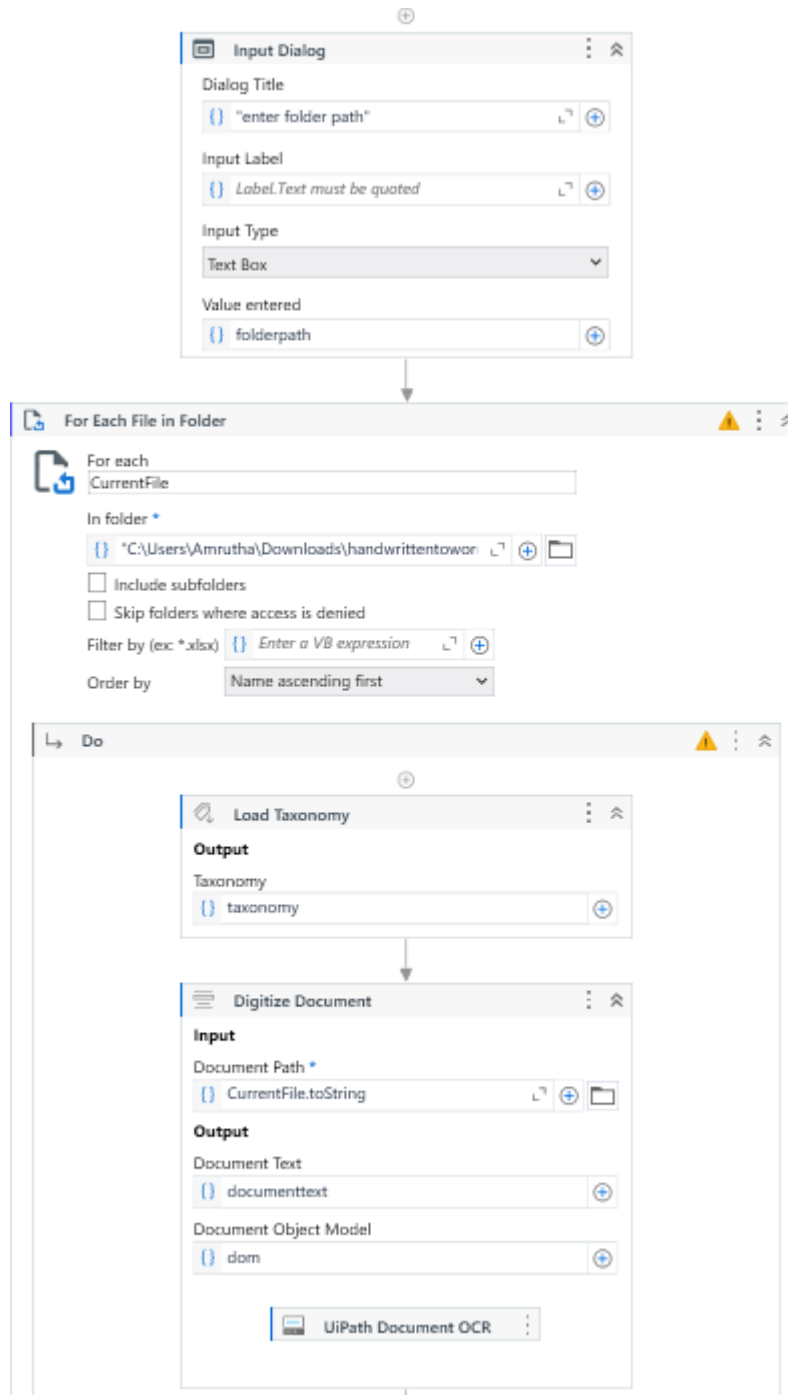 Input Dialog
Dialog Title
{} "enter folder path"
Input Label
{} Label.Text must be quoted
Input Type
Text Box
Value entered
{} folderpath
For Each File in Folder
For each
CurrentFile
In folder *
{} "C:\Users\Amrutha\Downloads\handwrittentowor
Include subfolders
Skip folders where access is denied
Filter by (ex: *.xlsx) {} Enter a VB expression
Order by Name ascending first
Do
Load Taxonomy
Output
Taxonomy
{} taxonomy
Digitize Document
Input
Document Path *
{} CurrentFile.toString
Output
Document Text
{} documenttext
Document Object Model
{} dom
UiPath Document OCR